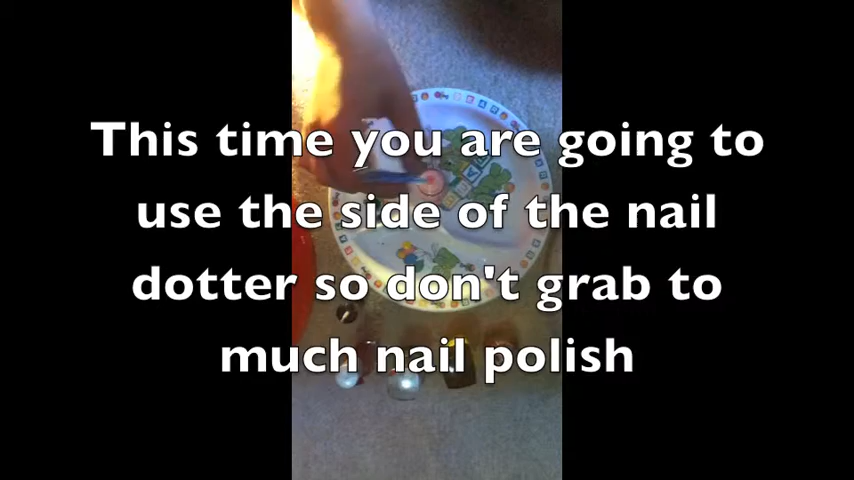 This time you are going to
use the side of the nail
dotter so don't grab to
much nail polish